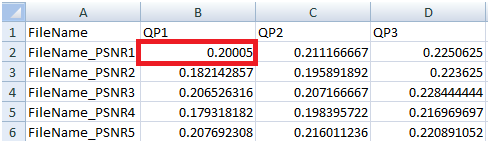 A B C D
1 FileName QP1 QP2 QP3
2 FileName_PSNR1 0.20005 0.211166667 0.2250625
3 FileName_PSNR2 0.182142857 0.195891892 0.223625
4 FileName_PSNR3 0.206526316 0.207166667 0.228444444
5 FileName_PSNR4 0.179318182 0.198395722 0.216969697
6 FileName_PSNR5 0.207692308 0.216011236 0.220891052